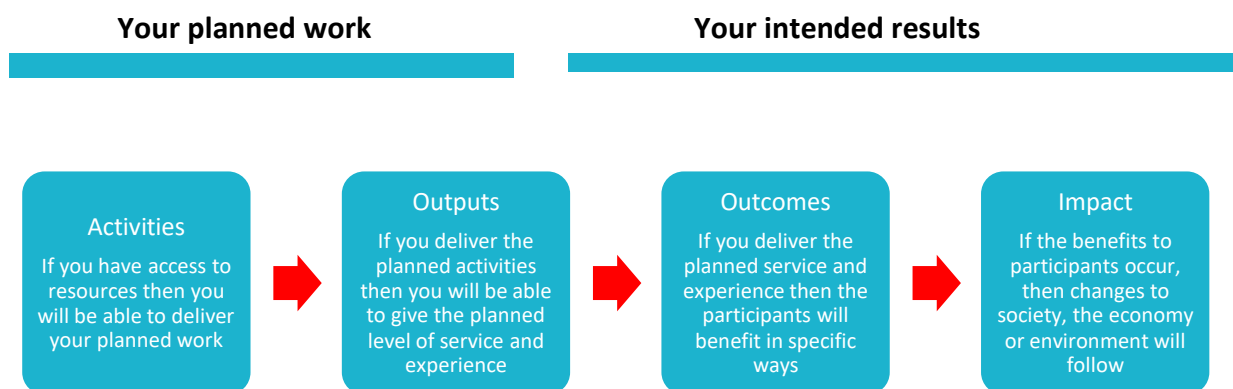 Your planned work
Your intended results
Activities
If you have access to
resources then you
will be able to deliver
your planned work
Outputs
If you deliver the
planned activities
then you will be able
to give the planned
level of service and
experience
Outcomes
If you deliver the
planned service and
experience then the
participants will
benefit in specific
ways
Impact
If the benefits to
participants occur,
then changes to
society, the economy
or environment will
follow